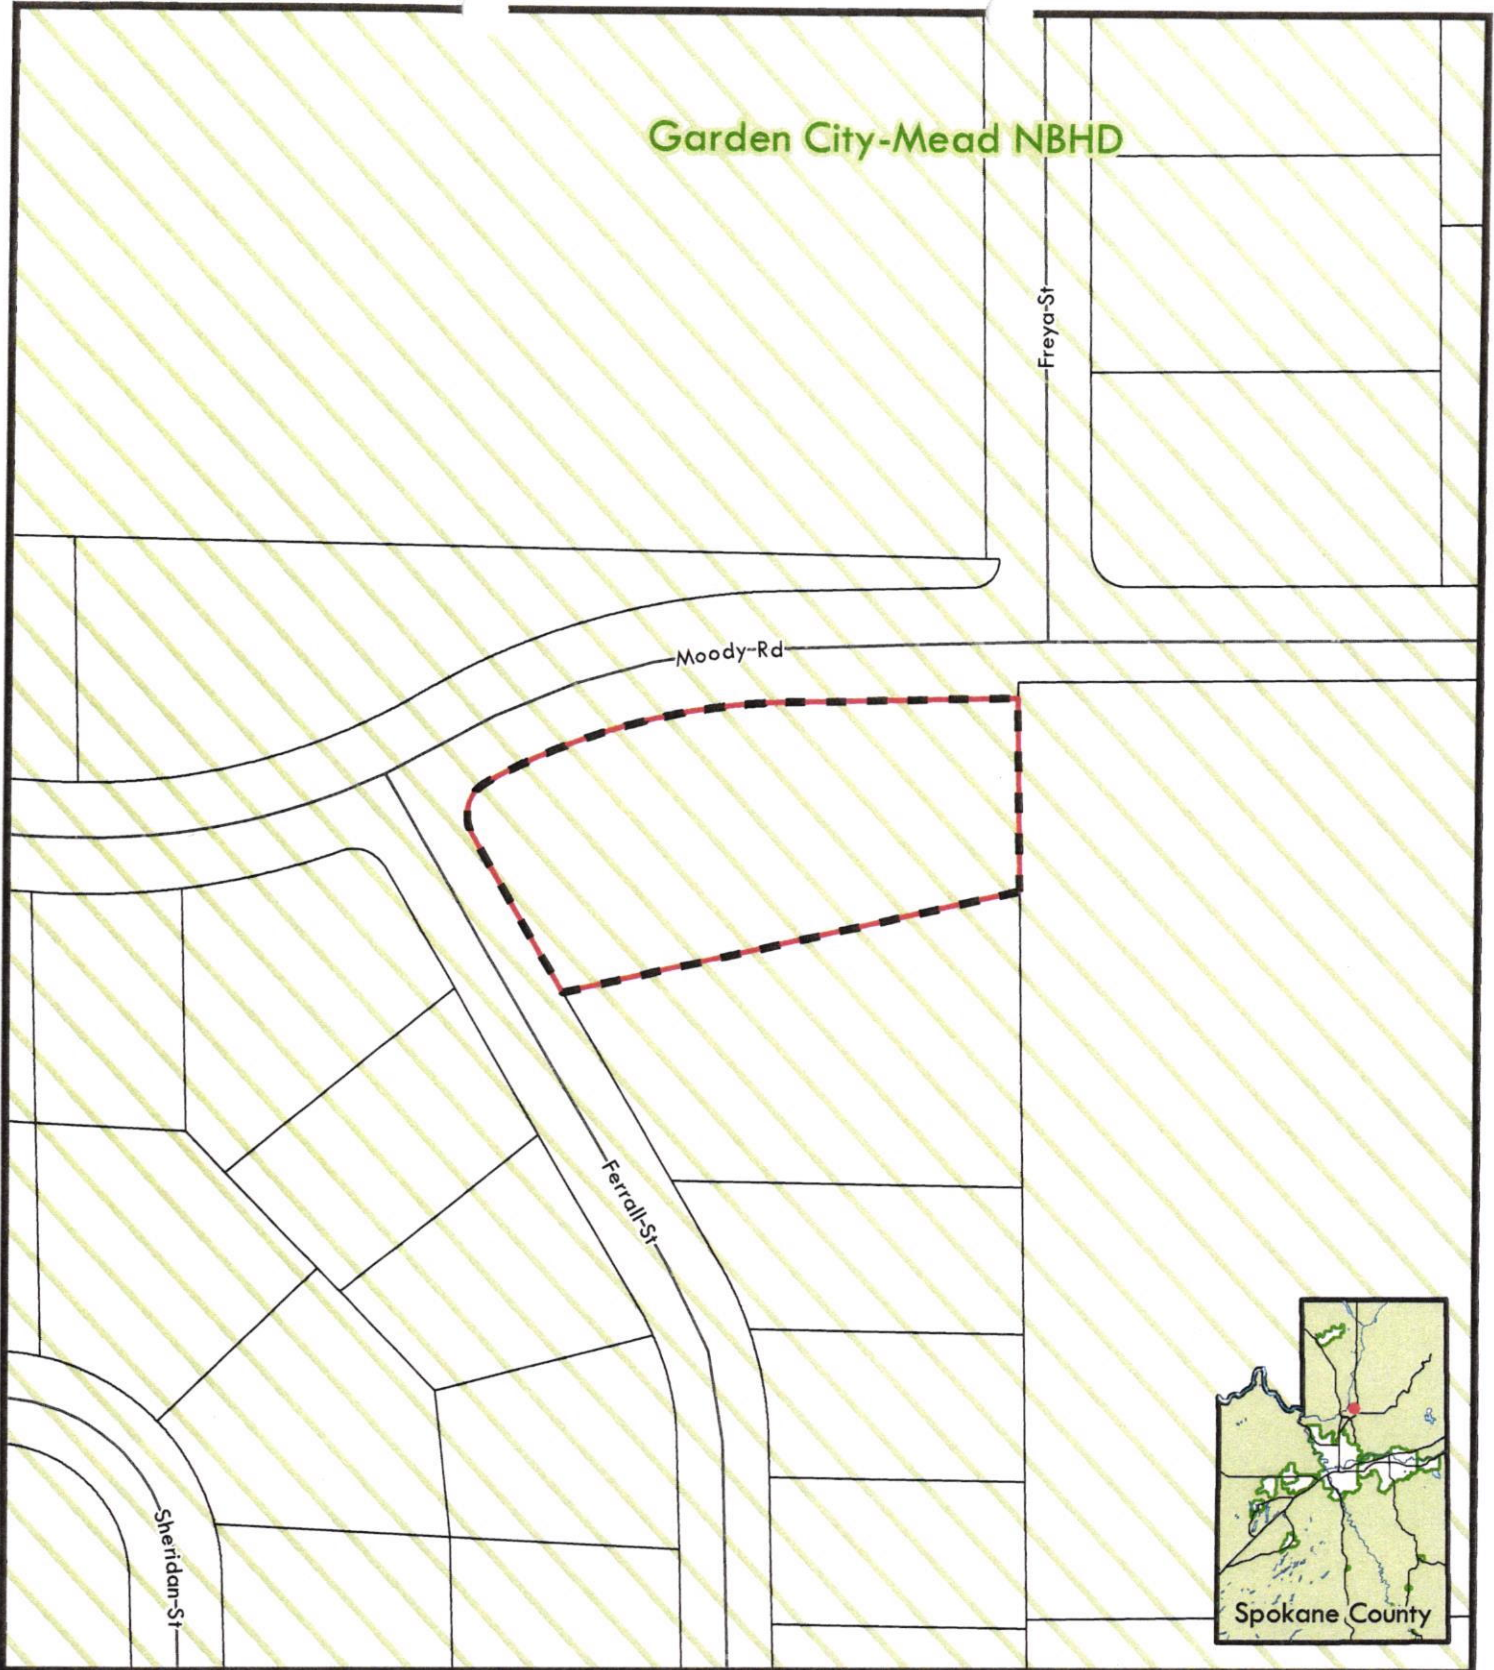 Garden City-Mead NBHD
Freya-St
Moody-Rd
Ferrall-St
Sheridan-St
Spokane County